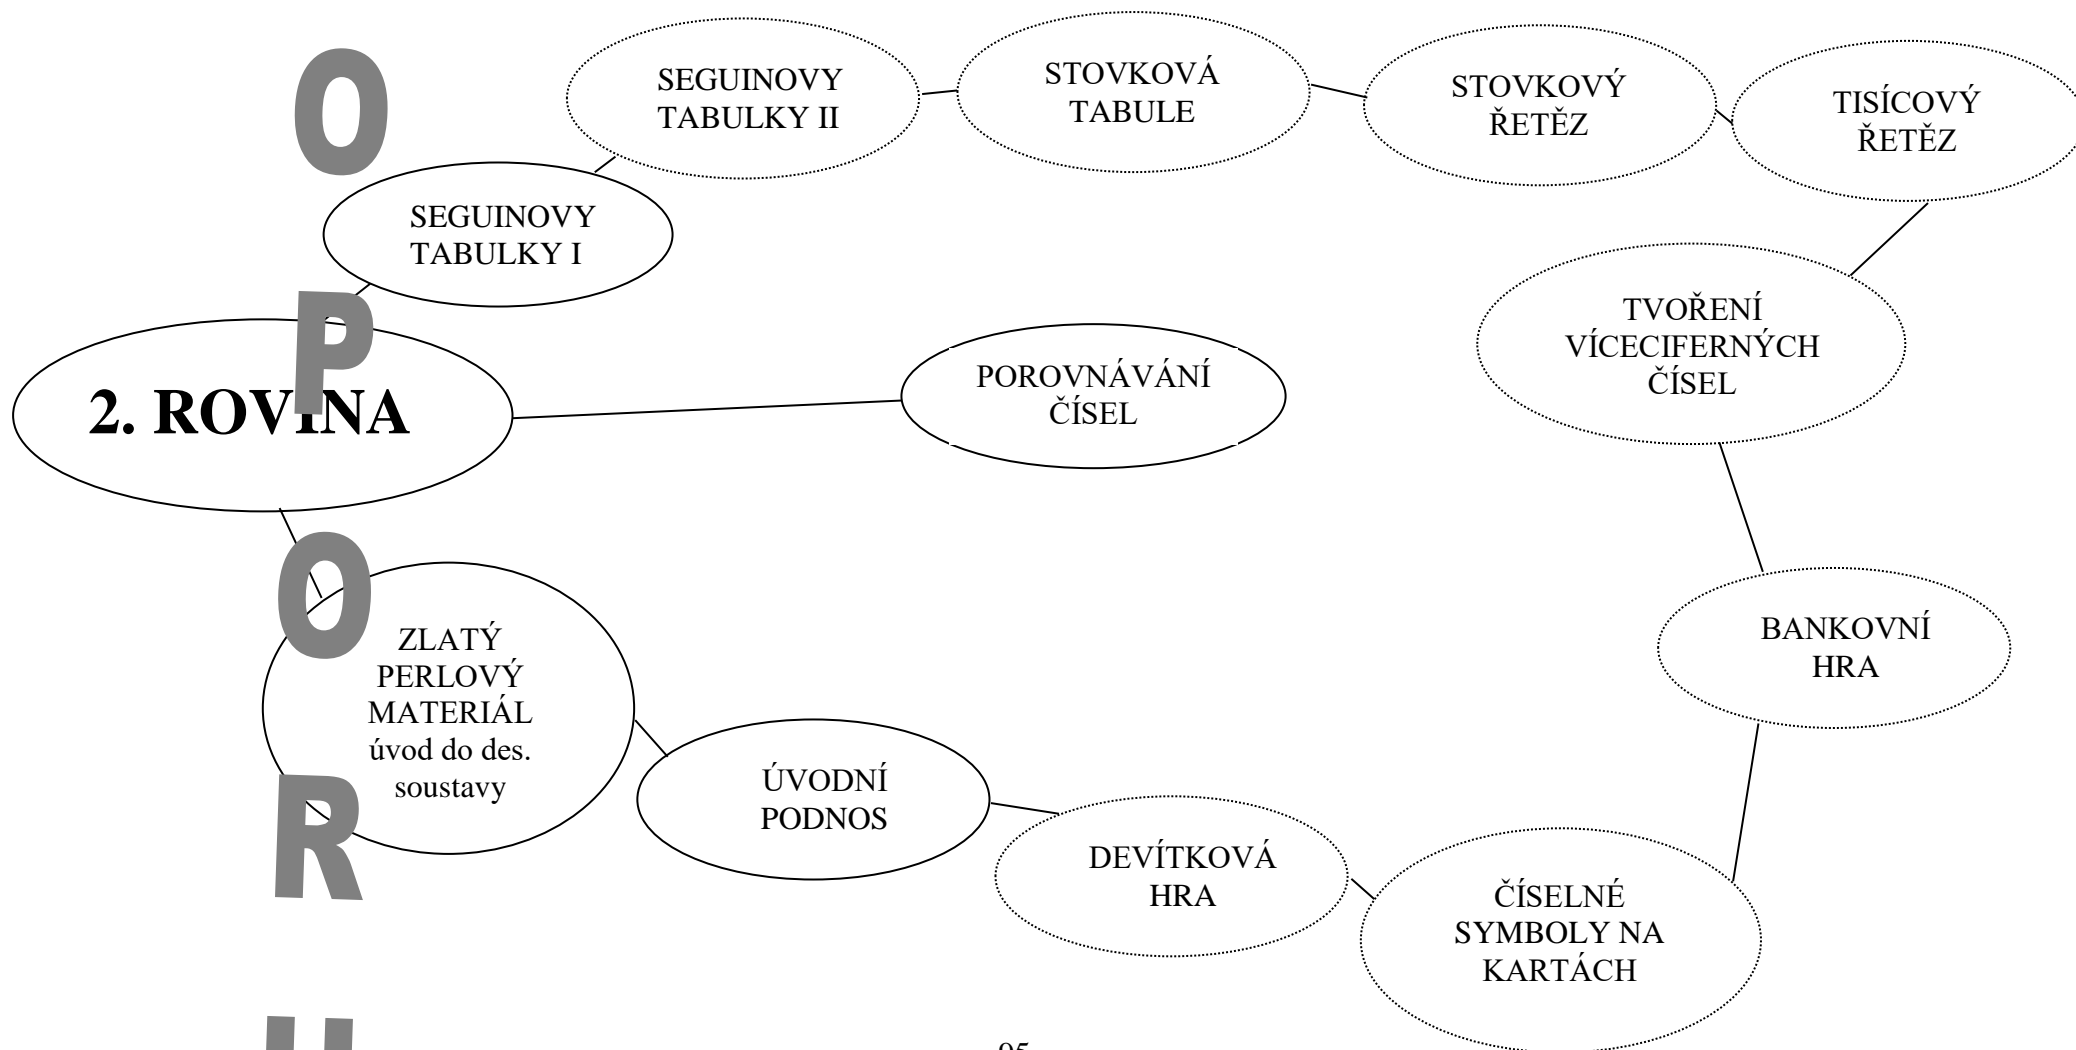 O
P
O
R
SEGUINOVY
TABULKY II
STOVKOVÁ
TABULE
STOVKOVÝ
ŘETĚZ
TISÍCOVÝ
ŘETĚZ
SEGUINOVY
TABULKY I
2. ROVINA
POROVNÁVÁNÍ
ČÍSEL
TVOŘENÍ
VÍCECIFERNÝCH
ČÍSEL
BANKOVNÍ
HRA
ZLATÝ
PERLOVÝ
MATERIÁL
úvod do des.
soustavy
ÚVODNÍ
PODNOS
DEVÍTKOVÁ
HRA
ČÍSELNÉ
SYMBOLY NA
KARTÁCH